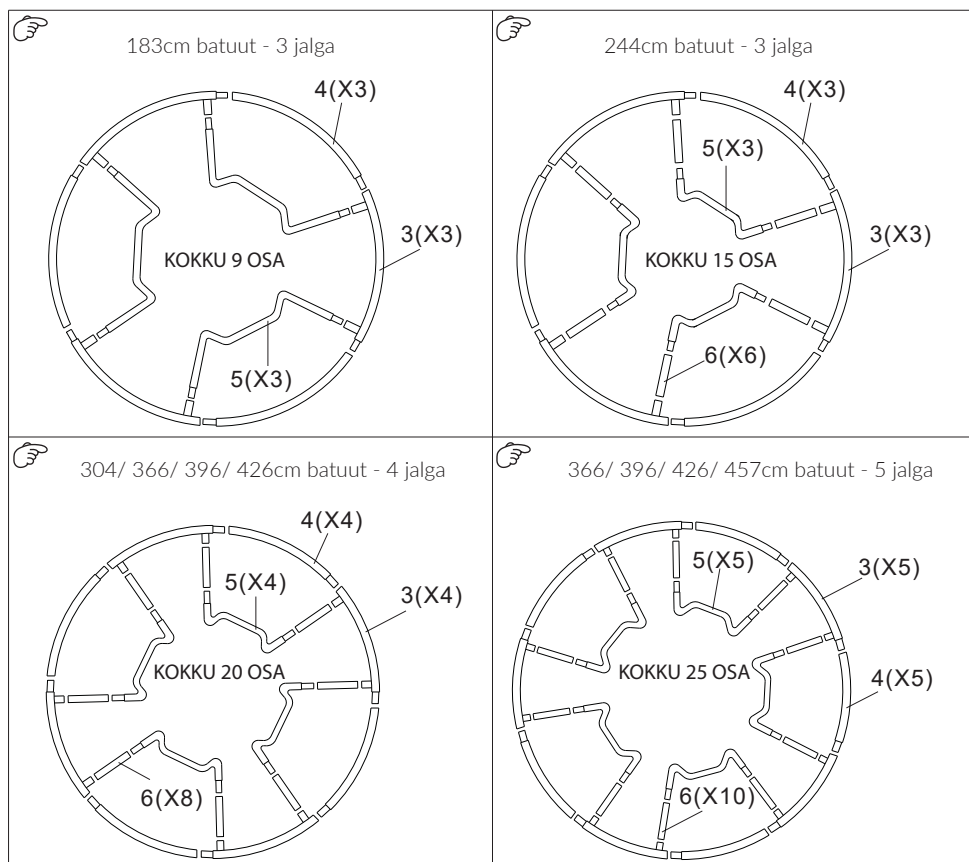 183cm batuut - 3 jalga
4(X3)
3(X3)
KOKKU 9 OSA
5(X3)
244cm batuut - 3 jalga
4(X3)
5(X3)
3(X3)
KOKKU 15 OSA
6(X6)
304/ 366/ 396/ 426cm batuut - 4 jalga
4(X4)
5(X4)
3(X4)
KOKKU 20 OSA
6(X8)
366/ 396/ 426/ 457cm batuut - 5 jalga
5(X5)
3(X5)
KOKKU 25 OSA
4(X5)
6(X10)